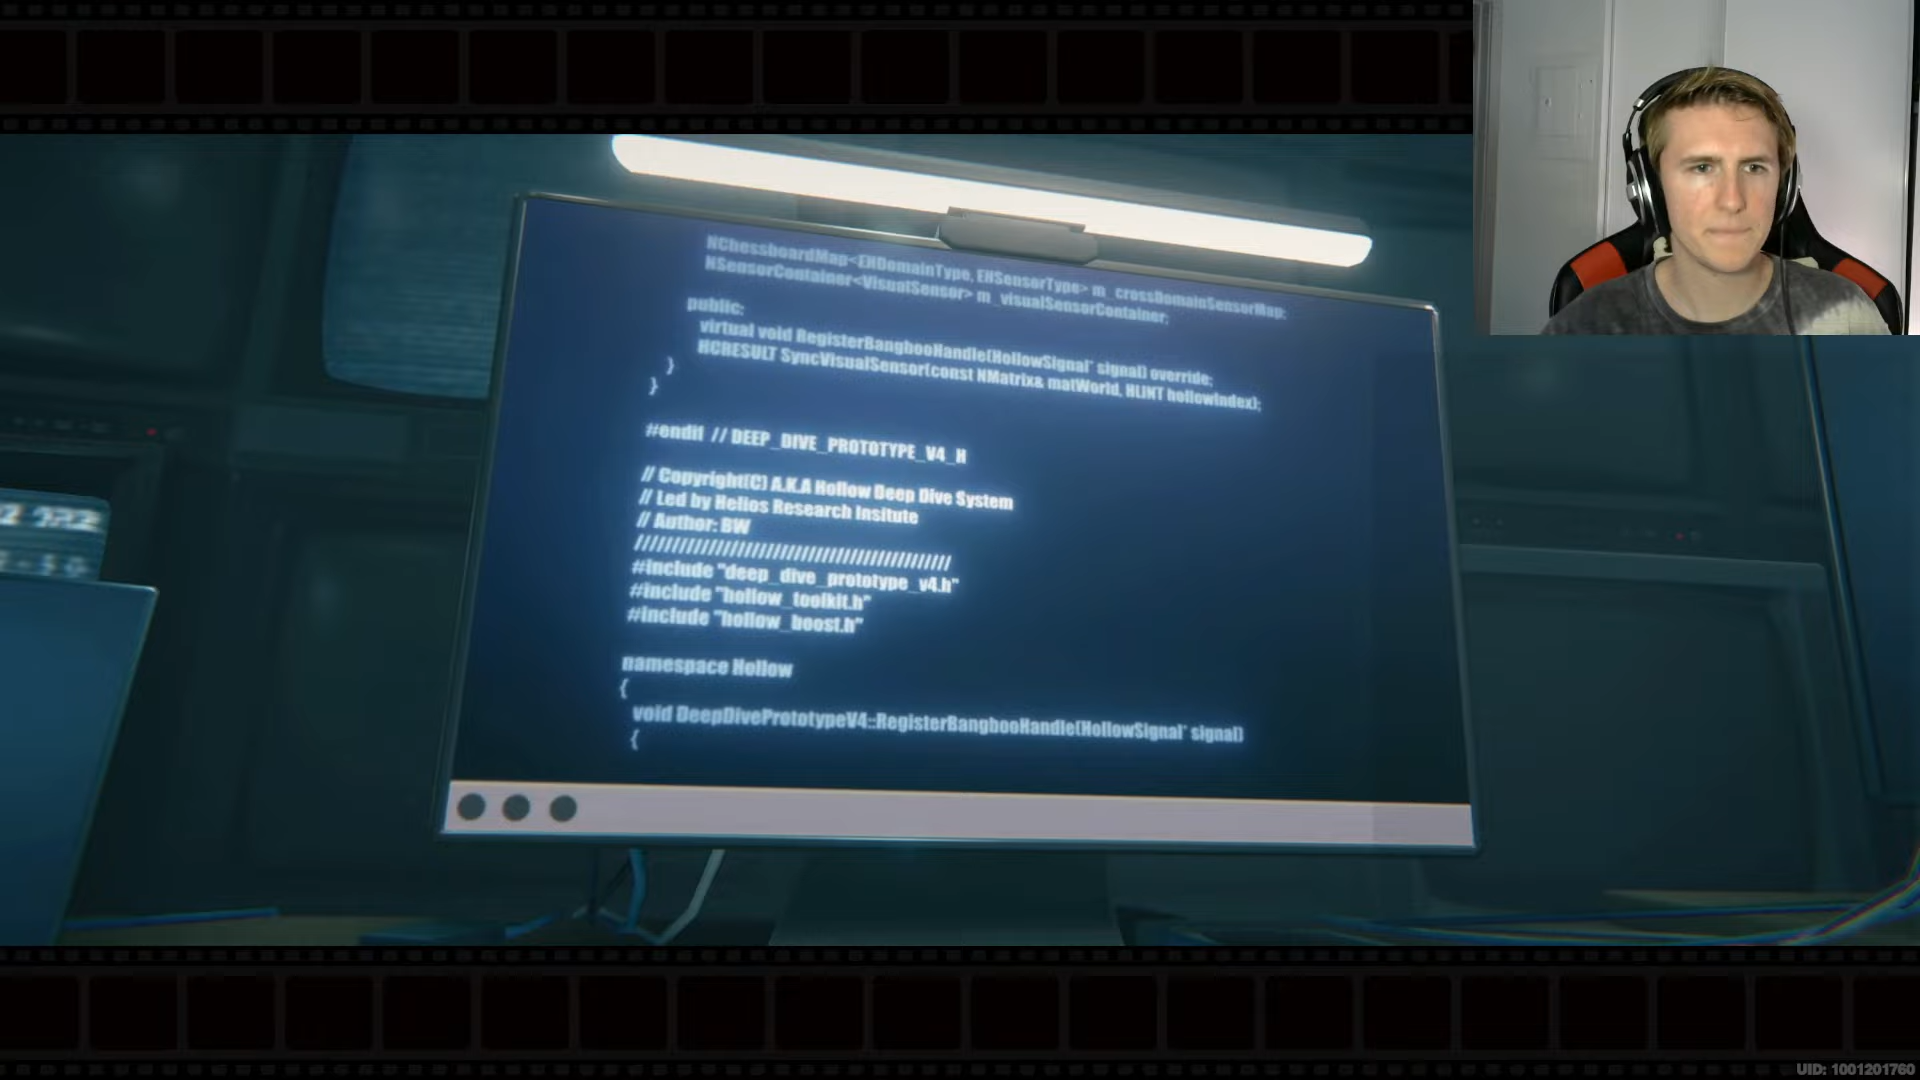 NChessboardMap<EHDomainType, EHSensorType> m_crossDomainSensorMap;
NSensorContainer<VisualSensor> m_visualSensorContainer;
public:
virtual void RegisterBangbooHandle(HollowSignal* signal) override;
HCRESULT SyncVisualSensor(const NMatrix& matWorld, HLINT hollowIndex);
}
}
#endif // DEEP_DIVE_PROTOTYPE_V4_H
// Copyright(C) A.K.A Hollow Deep Dive System
// Led by Helios Research Insitute
// Author: BW
////////////////////////////////////////////////
#include "deep_dive_prototype_v4.h"
#include "hollow_toolkit.h"
#include "hollow_boost.h"
namespace Hollow
{
void DeepDivePrototypeV4::RegisterBangbooHandle(HollowSignal* signal)
{
UID: 1001201760